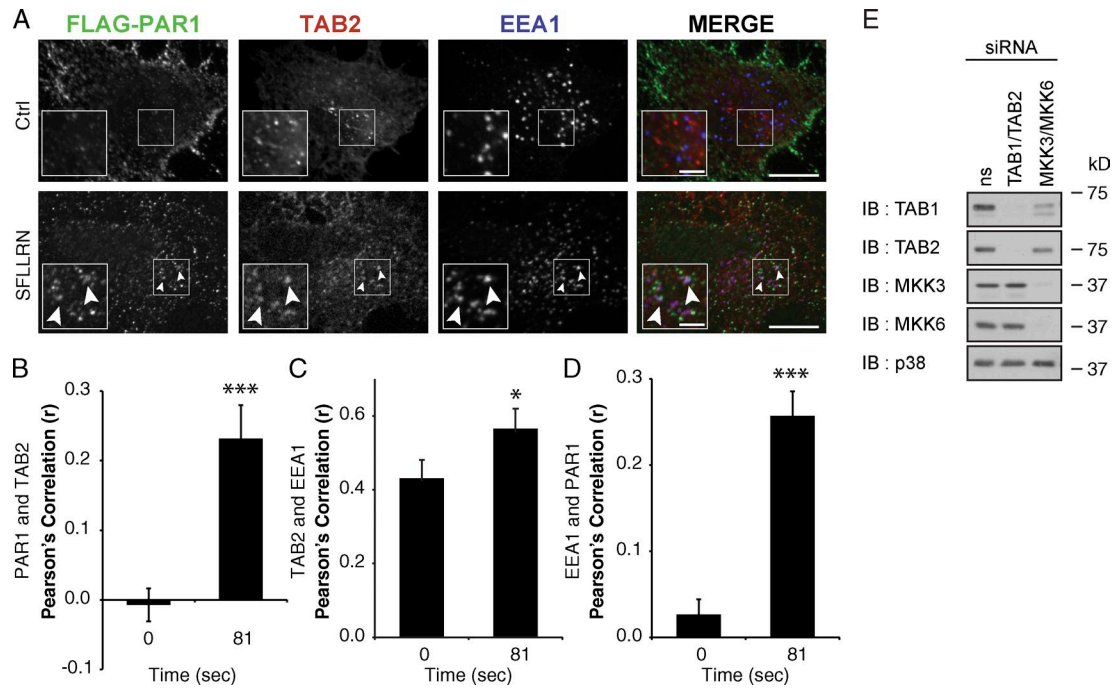 A
FLAG-PAR1 TAB2 EEA1 MERGE
Ctrl
SFLLRN
B
PAR1 and TAB2
Pearson's Correlation (r)
0.3
0.2
0.1
0.0
-0.1
***
0 81
Time (sec)
C
TAB2 and EEA1
Pearson's Correlation (r)
0.6
0.4
0.2
0.0
*
0 81
Time (sec)
D
EEA1 and PAR1
Pearson's Correlation (r)
0.3
0.2
0.1
0.0
***
0 81
Time (sec)
E
siRNA
ns TAB1/TAB2 MKK3/MKK6
kD
IB : TAB1
75
IB : TAB2
75
IB : MKK3
37
IB : MKK6
37
IB : p38
37